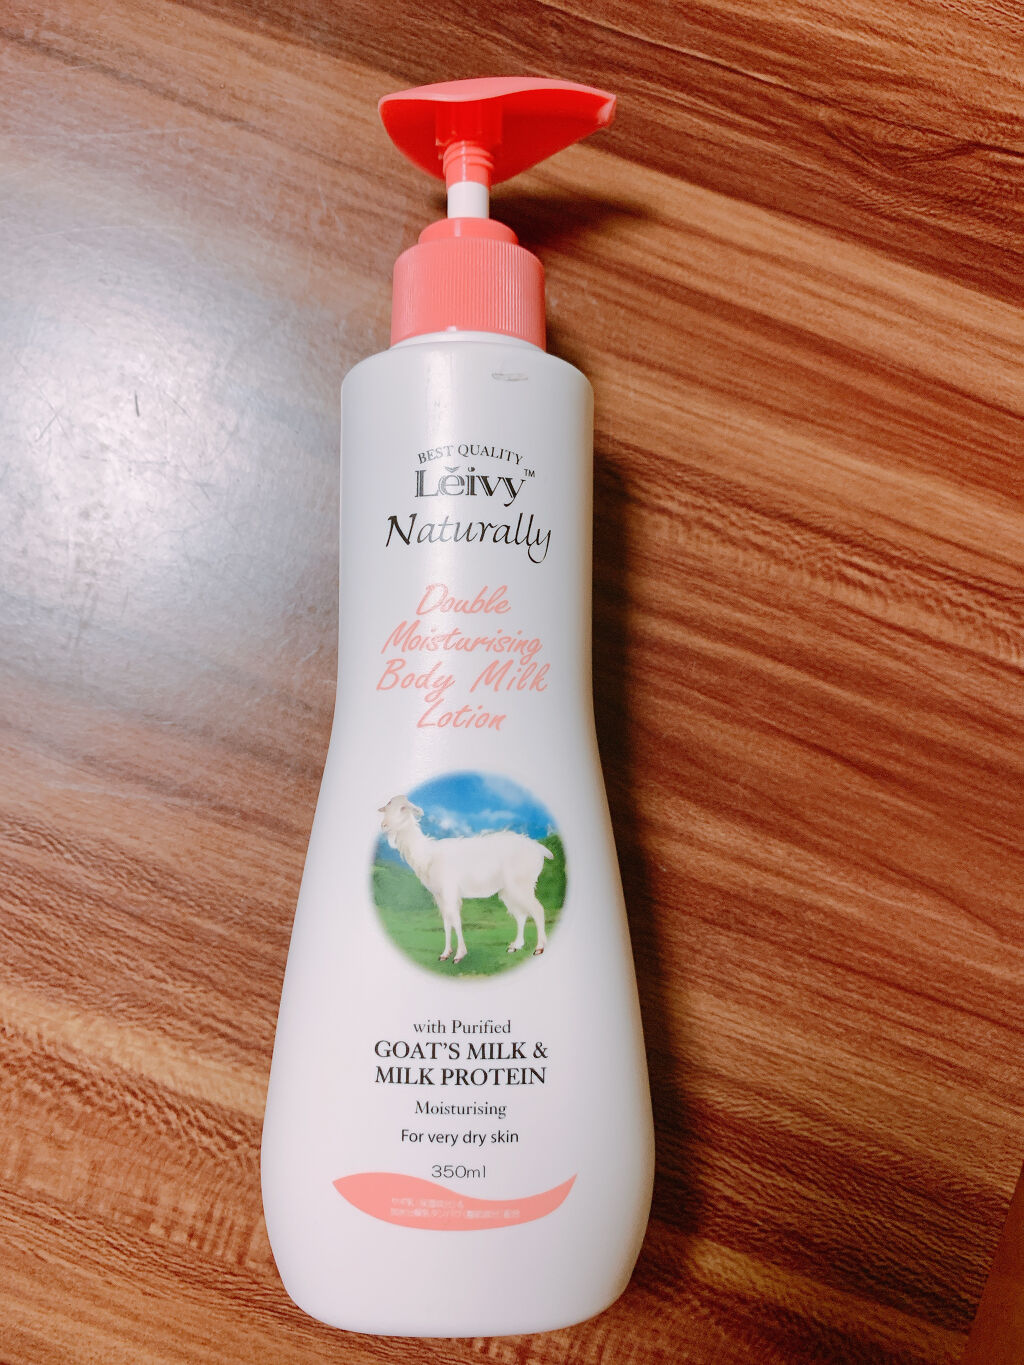 BEST QUALITY
Lěivy™
Naturally
Double
Moisturising
Body Milk
Lotion
with Purified
GOAT'S MILK &
MILK PROTEIN
Moisturising
For very dry skin
350ml